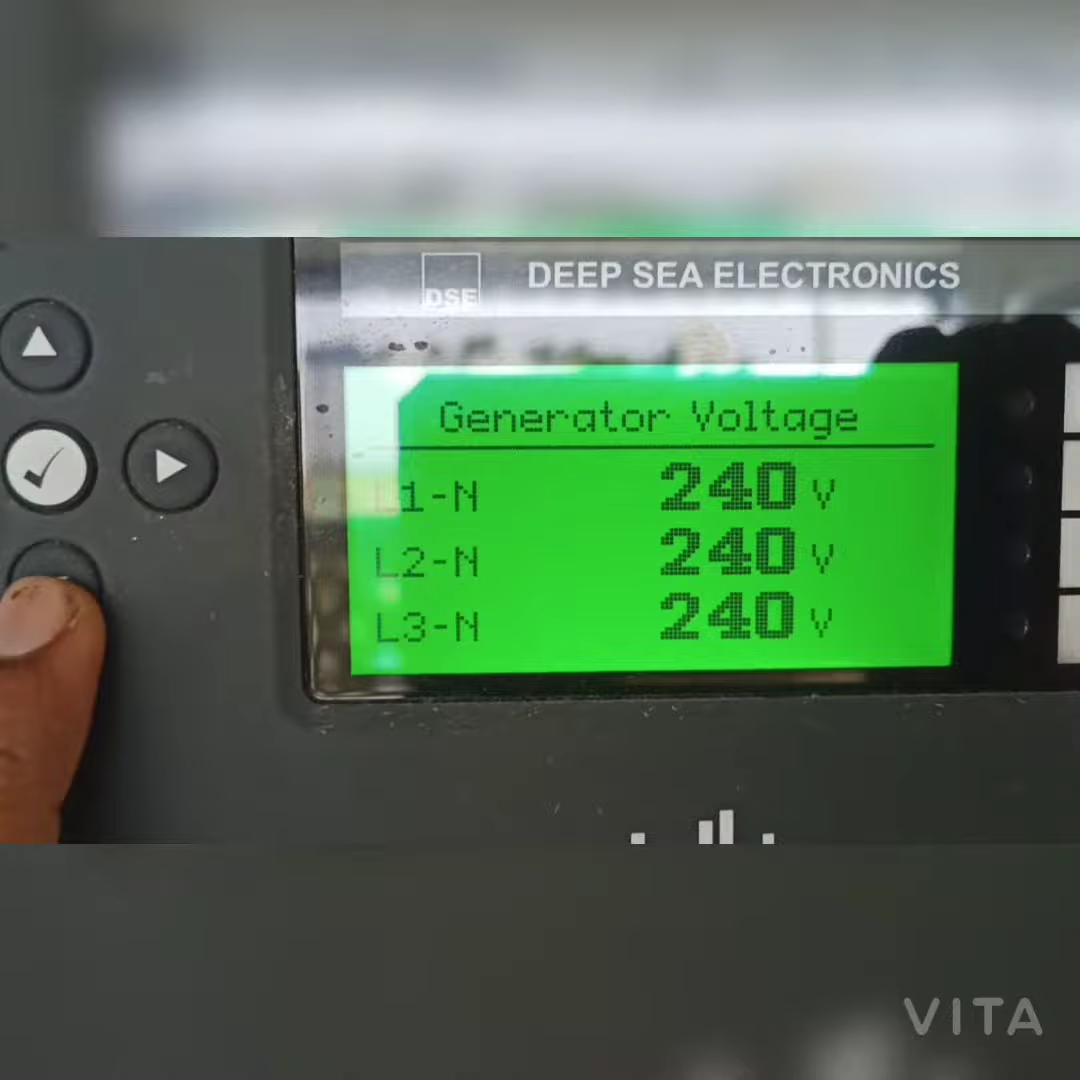 DSE
DEEP SEA ELECTRONICS
Generator Voltage
L1-N 240 V
L2-N 240 V
L3-N 240 V
VITA